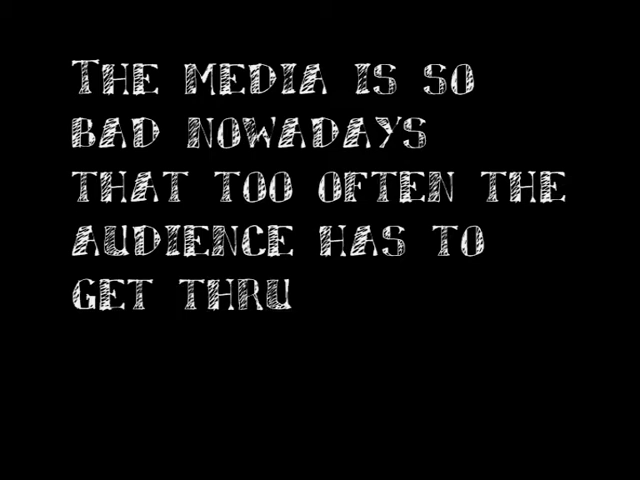 THE MEDIA IS SO
BAD NOWADAYS
THAT TOO OFTEN THE
AUDIENCE HAS TO
GET THRU